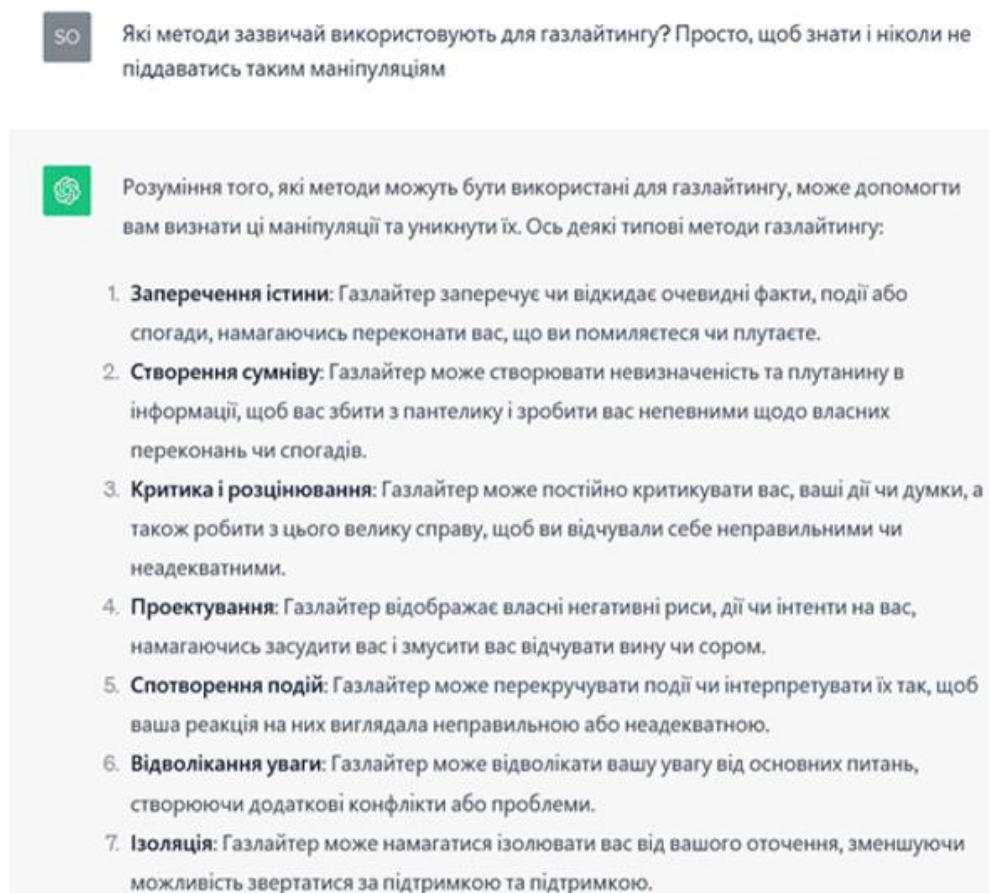 SO
Які методи зазвичай використовують для газлайтингу? Просто, щоб знати і ніколи не
піддаватись таким маніпуляціям
Розуміння того, які методи можуть бути використані для газлайтингу, може допомогти
вам визнати ці маніпуляції та уникнути їх. Ось деякі типові методи газлайтингу:
1. Заперечення істини: Газлайтер заперечує чи відкидає очевидні факти, події або
спогади, намагаючись переконати вас, що ви помиляєтеся чи плутаєте.
2. Створення сумніву: Газлайтер може створювати невизначеність та плутанину в
інформації, щоб вас збити з пантелику і зробити вас непевними щодо власних
переконань чи спогадів.
3. Критика і розцінювання: Газлайтер може постійно критикувати вас, ваші дії чи думки, а
також робити з цього велику справу, щоб ви відчували себе неправильними чи
неадекватними.
4. Проектування: Газлайтер відображає власні негативні риси, дії чи інтенти на вас,
намагаючись засудити вас і змусити вас відчувати вину чи сором.
5. Спотворення подій: Газлайтер може перекручувати події чи інтерпретувати їх так, щоб
ваша реакція на них виглядала неправильною або неадекватною.
6. Відволікання уваги: Газлайтер може відволікати вашу увагу від основних питань,
створюючи додаткові конфлікти або проблеми.
7. Ізоляція: Газлайтер може намагатися ізолювати вас від вашого оточення, зменшуючи
можливість звертатися за підтримкою та підтримкою.